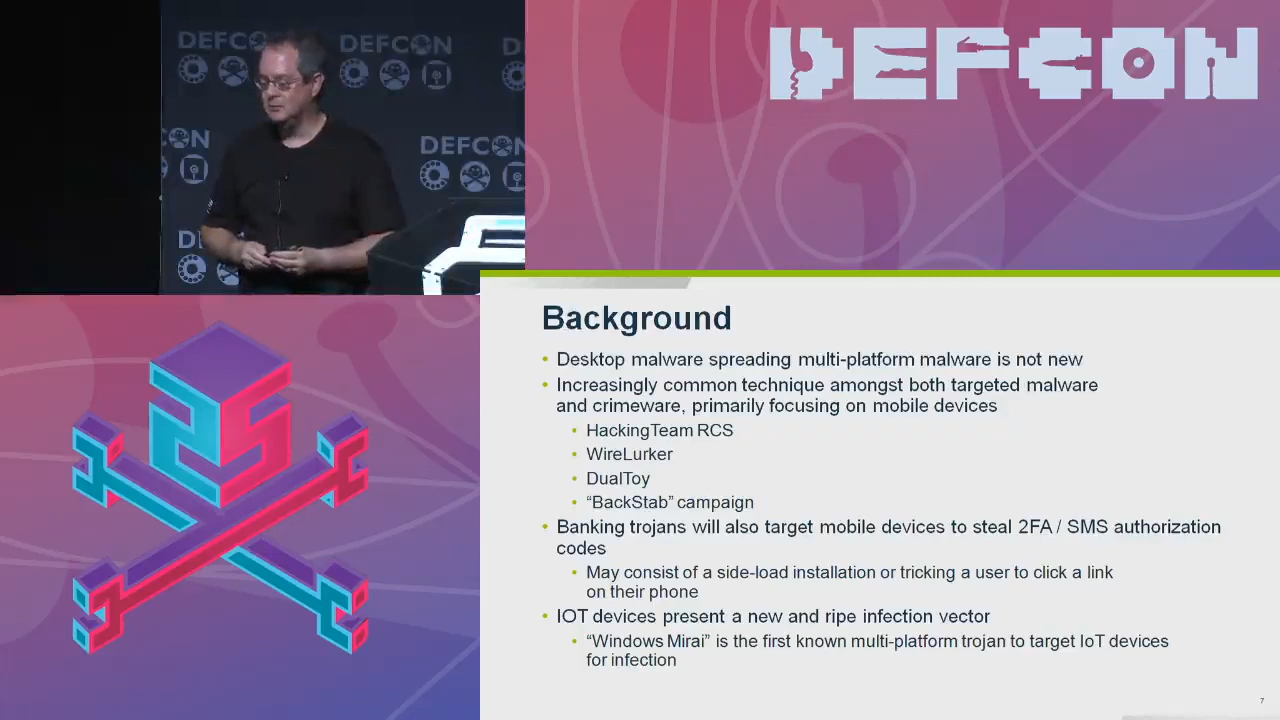 DEFCON DEFCON D
CON DEFCON
D
DEFCON
25
Background
• Desktop malware spreading multi-platform malware is not new
• Increasingly common technique amongst both targeted malware
and crimeware, primarily focusing on mobile devices
• HackingTeam RCS
• WireLurker
• DualToy
• “BackStab” campaign
• Banking trojans will also target mobile devices to steal 2FA / SMS authorization
codes
• May consist of a side-load installation or tricking a user to click a link
on their phone
• IOT devices present a new and ripe infection vector
• “Windows Mirai” is the first known multi-platform trojan to target IoT devices
for infection
7